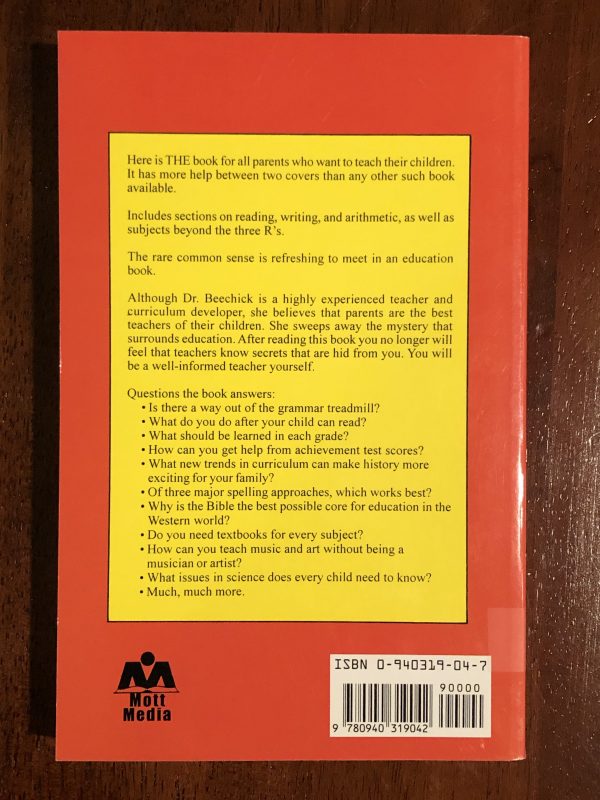 Here is THE book for all parents who want to teach their children.
It has more help between two covers than any other such book
available.
Includes sections on reading, writing, and arithmetic, as well as
subjects beyond the three R's.
The rare common sense is refreshing to meet in an education
book.
Although Dr. Beechick is a highly experienced teacher and
curriculum developer, she believes that parents are the best
teachers of their children. She sweeps away the mystery that
surrounds education. After reading this book you no longer will
feel that teachers know secrets that are hid from you. You will
be a well-informed teacher yourself.
Questions the book answers:
• Is there a way out of the grammar treadmill?
• What do you do after your child can read?
• What should be learned in each grade?
• How can you get help from achievement test scores?
• What new trends in curriculum can make history more
exciting for your family?
• Of three major spelling approaches, which works best?
• Why is the Bible the best possible core for education in the
Western world?
• Do you need textbooks for every subject?
• How can you teach music and art without being a
musician or artist?
• What issues in science does every child need to know?
• Much, much more.
Mott
Media
ISBN 0-940319-04-7
90000
9 780940 319042